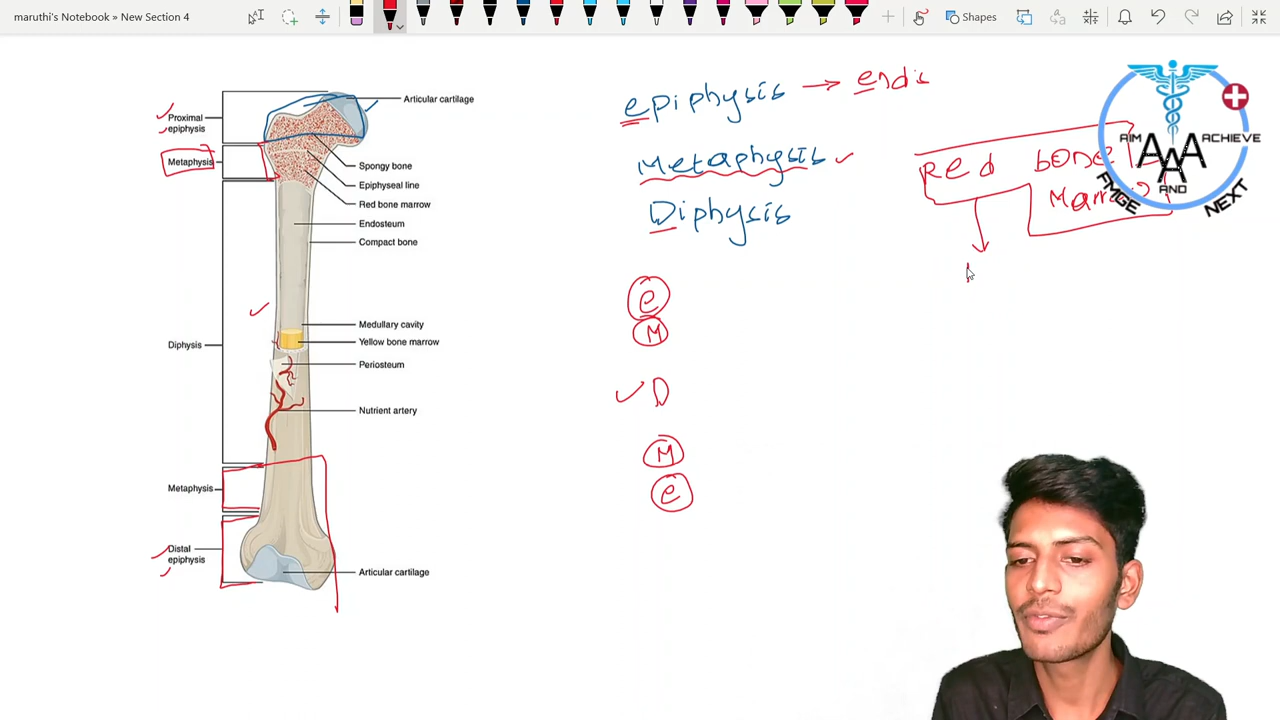 maruthi's Notebook » New Section 4
Shapes
Articular cartilage
Proximal
epiphysis
Metaphysis
Spongy bone
Epiphyseal line
Red bone marrow
Endosteum
Compact bone
Medullary cavity
Diphysis
Yellow bone marrow
Periosteum
Nutrient artery
Metaphysis
Distal
epiphysis
Articular cartilage
epiphysis → ends
Metaphysis
Diphysis
e
M
D
M
e
Red bone
Marrow
AIM ACHIEVE
AAA
AND
FMGE NEXT